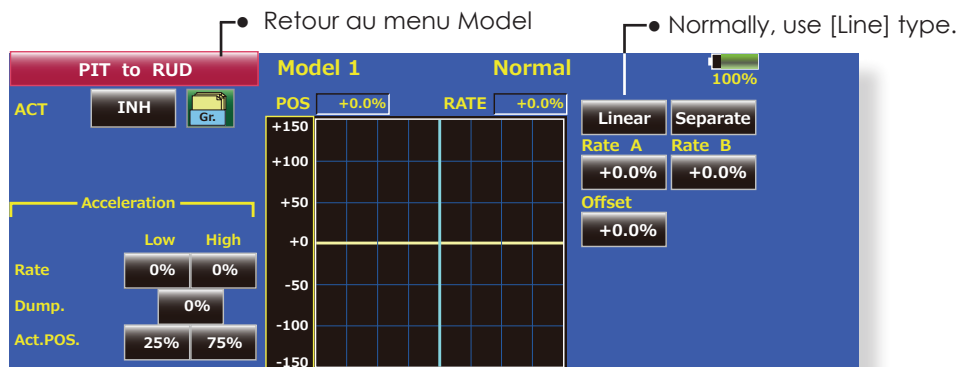 Retour au menu Model
Normally, use [Line] type.
PIT to RUD
Model 1
Normal
100%
ACT
INH
Gr.
POS
+0.0%
RATE
+0.0%
Linear
Separate
Rate A
Rate B
+0.0%
+0.0%
Offset
+0.0%
+150
+100
+50
+0
-50
-100
-150
Acceleration
Low
High
Rate
0%
0%
Dump.
0%
Act.POS.
25%
75%